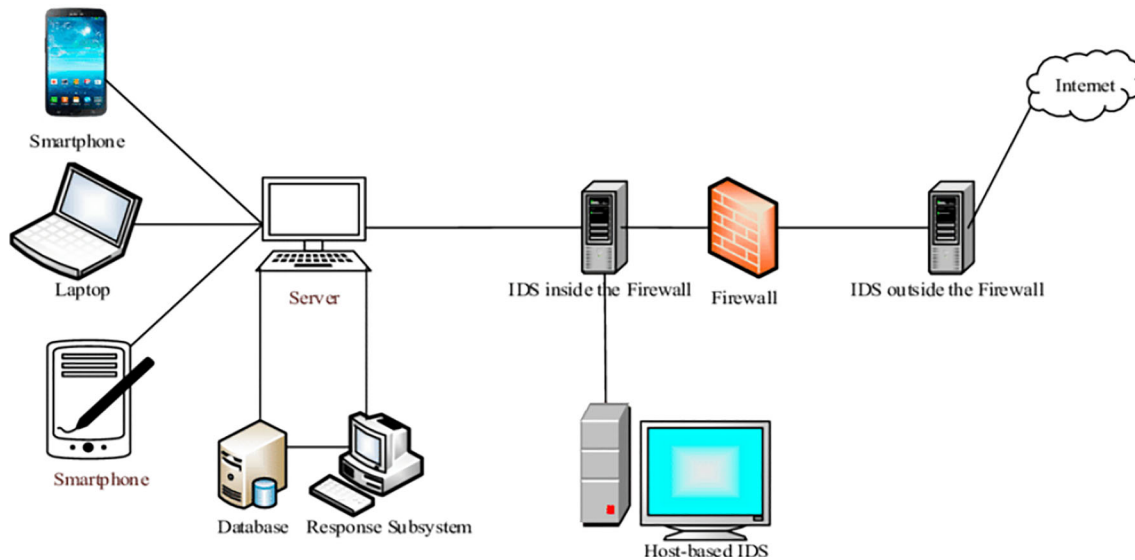 Internet
Smartphone
Laptop
Server
IDS inside the Firewall
Firewall
IDS outside the Firewall
Smartphone
Database
Response Subsystem
Host-based IDS